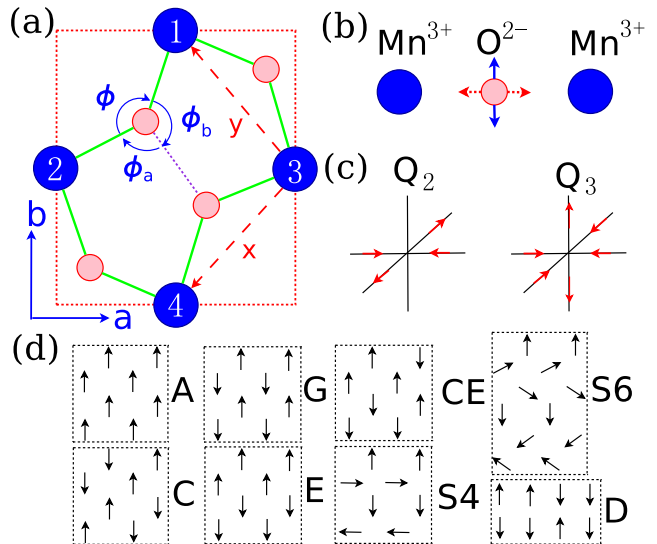 (a)
1
ϕ
ϕb
ϕa
y
2
3
x
b
a
4
(b)
Mn³⁺ O²⁻ Mn³⁺
(c)
Q₂ Q₃
(d)
A G CE S6
C E S4 D